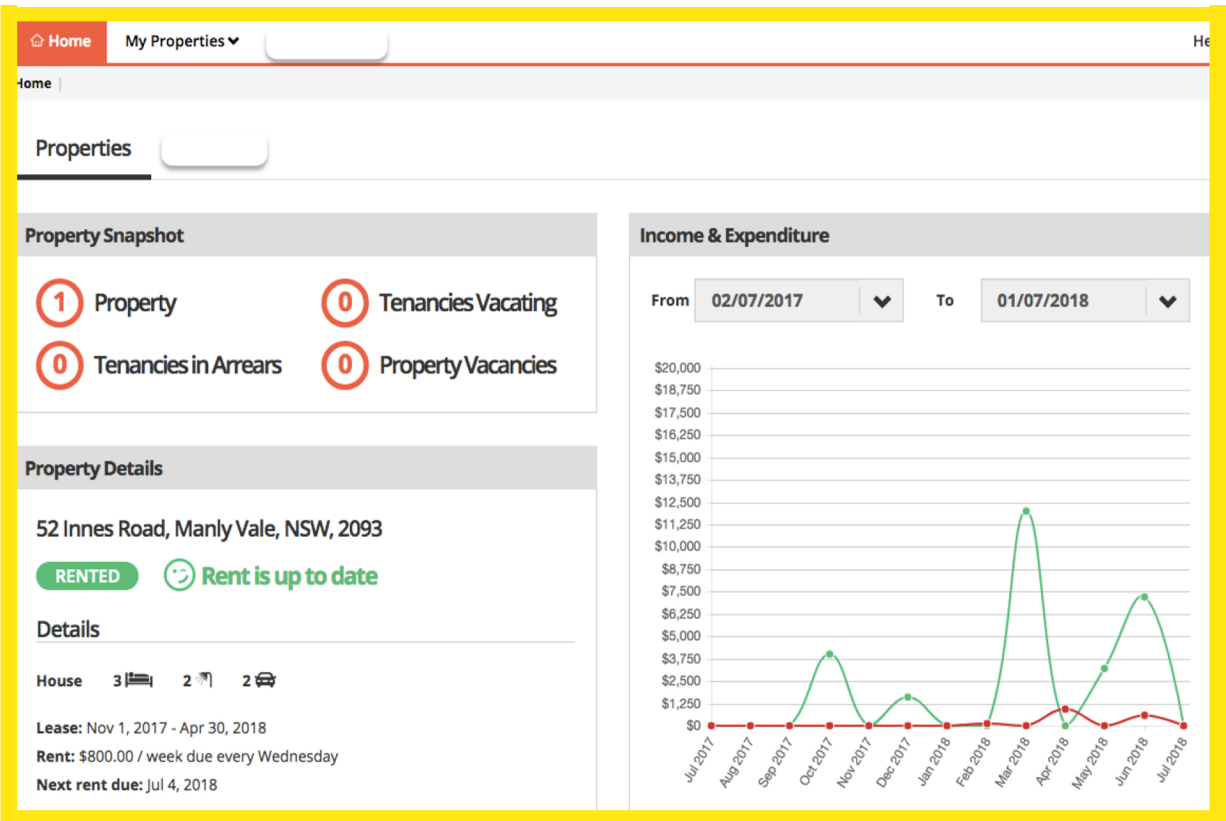 Home My Properties He
Home |
Properties
Property Snapshot
1 Property 0 Tenancies Vacating
0 Tenancies in Arrears 0 Property Vacancies
Property Details
52 Innes Road, Manly Vale, NSW, 2093
RENTED Rent is up to date
Details
House 3 2 2
Lease: Nov 1, 2017 - Apr 30, 2018
Rent: $800.00 / week due every Wednesday
Next rent due: Jul 4, 2018
Income & Expenditure
From 02/07/2017 To 01/07/2018
$20,000
$18,750
$17,500
$16,250
$15,000
$13,750
$12,500
$11,250
$10,000
$8,750
$7,500
$6,250
$5,000
$3,750
$2,500
$1,250
$0
Jul 2017 Aug 2017 Sep 2017 Oct 2017 Nov 2017 Dec 2017 Jan 2018 Feb 2018 Mar 2018 Apr 2018 May 2018 Jun 2018 Jul 2018